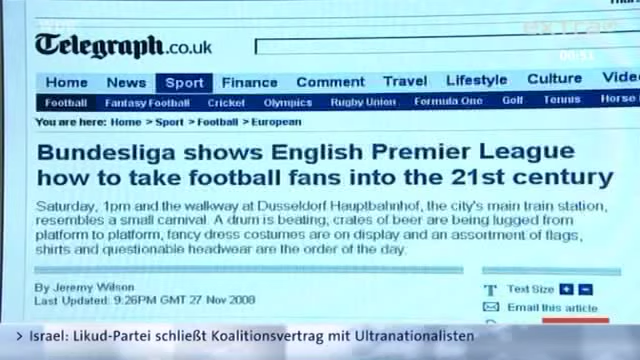 extra
00:51
Telegraph.co.uk
Home News Sport Finance Comment Travel Lifestyle Culture
Football Fantasy Football Cricket Olympics Rugby Union Formula One Golf Tennis Horse
You are here: Home > Sport > Football > European
Bundesliga shows English Premier League
how to take football fans into the 21st century
Saturday, 1pm and the walkway at Dusseldorf Hauptbahnhof, the city's main train station,
resembles a small carnival. A drum is beating, crates of beer are being lugged from
platform to platform, fancy dress costumes are on display and an assortment of flags,
shirts and questionable headwear are the order of the day.
By Jeremy Wilson
Last Updated: 9:26PM GMT 27 Nov 2008
T Text Size + -
Email this article
> Israel: Likud-Partei schließt Koalitionsvertrag mit Ultranationalisten